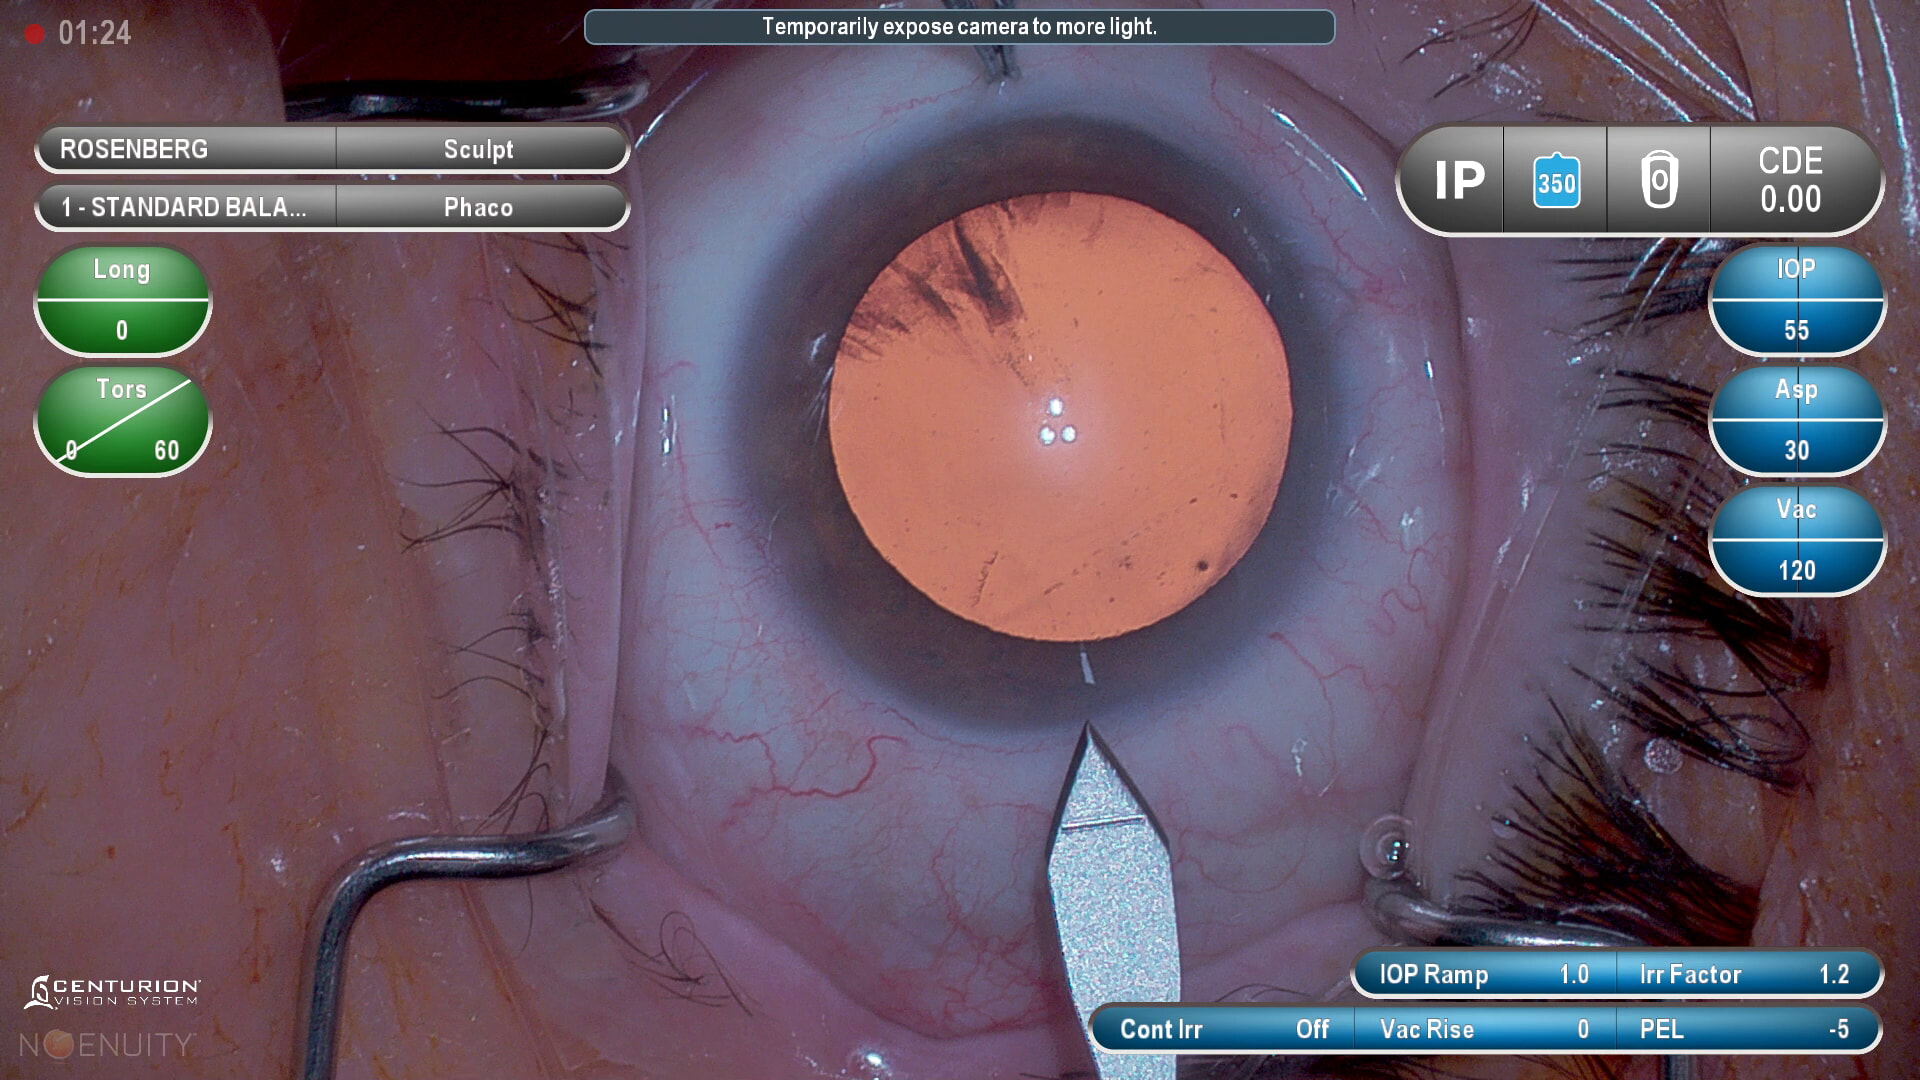 01:24
Temporarily expose camera to more light.
ROSENBERG Sculpt
1 - STANDARD BALA... Phaco
Long
0
Tors
0 60
IP 350 0 CDE
0.00
IOP
55
Asp
30
Vac
120
IOP Ramp 1.0 Irr Factor 1.2
Cont Irr Off Vac Rise 0 PEL -5
CENTURION
VISION SYSTEM
NGENUITY